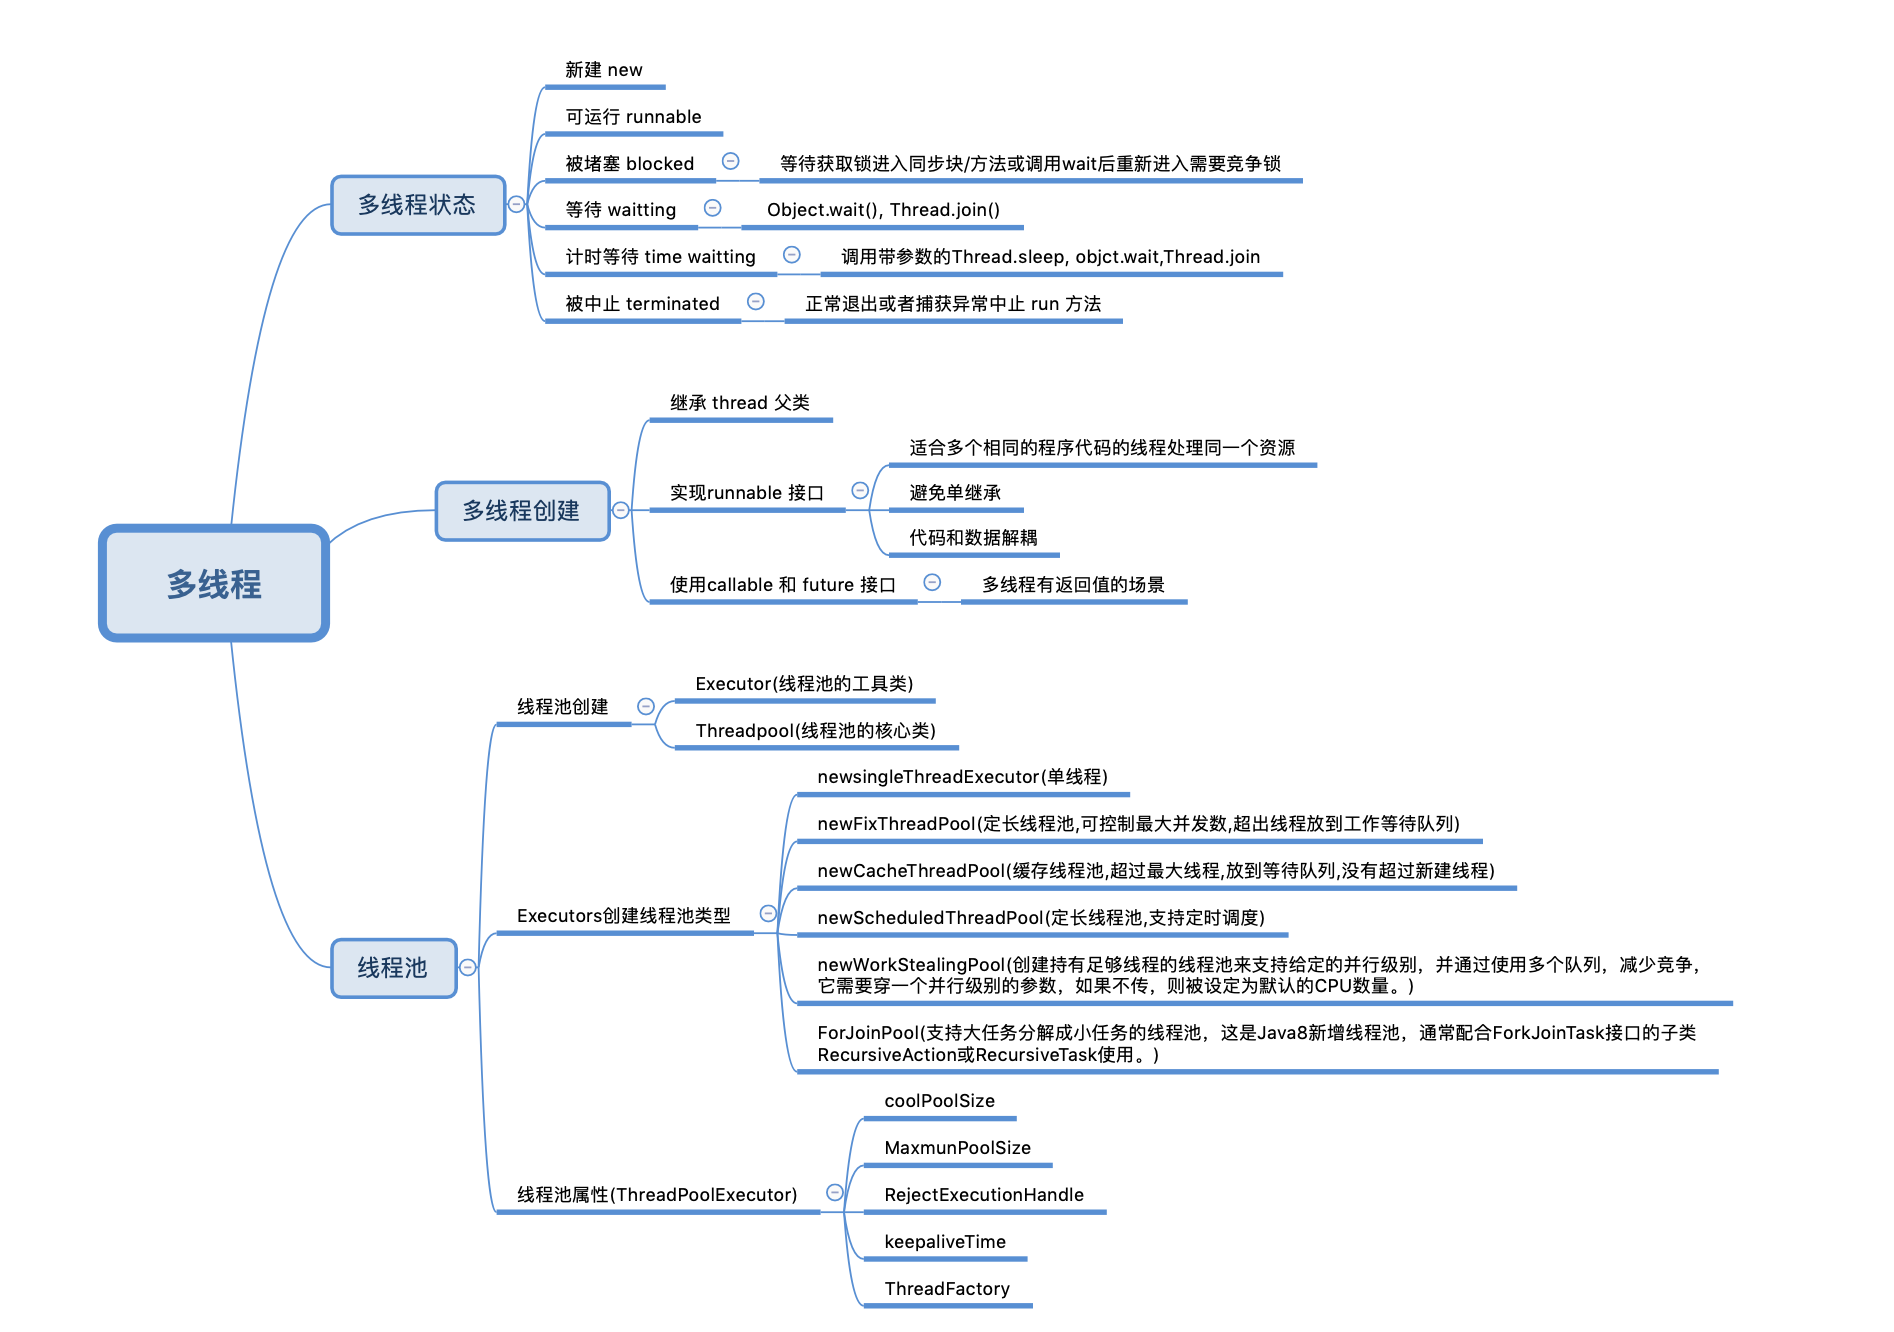 多线程
多线程状态
新建 new
可运行 runnable
被堵塞 blocked
等待获取锁进入同步块/方法或调用wait后重新进入需要竞争锁
等待 waitting
Object.wait(), Thread.join()
计时等待 time waitting
调用带参数的Thread.sleep, objct.wait,Thread.join
被中止 terminated
正常退出或者捕获异常中止 run 方法
多线程创建
继承 thread 父类
实现runnable 接口
适合多个相同的程序代码的线程处理同一个资源
避免单继承
代码和数据解耦
使用callable 和 future 接口
多线程有返回值的场景
线程池
线程池创建
Executor(线程池的工具类)
Threadpool(线程池的核心类)
Executors创建线程池类型
newsingleThreadExecutor(单线程)
newFixThreadPool(定长线程池,可控制最大并发数,超出线程放到工作等待队列)
newCacheThreadPool(缓存线程池,超过最大线程,放到等待队列,没有超过新建线程)
newScheduledThreadPool(定长线程池,支持定时调度)
newWorkStealingPool(创建持有足够线程的线程池来支持给定的并行级别，并通过使用多个队列，减少竞争，
它需要穿一个并行级别的参数，如果不传，则被设定为默认的CPU数量。)
ForJoinPool(支持大任务分解成小任务的线程池，这是Java8新增线程池，通常配合ForkJoinTask接口的子类
RecursiveAction或RecursiveTask使用。)
线程池属性(ThreadPoolExecutor)
coolPoolSize
MaxmunPoolSize
RejectExecutionHandle
keepaliveTime
ThreadFactory